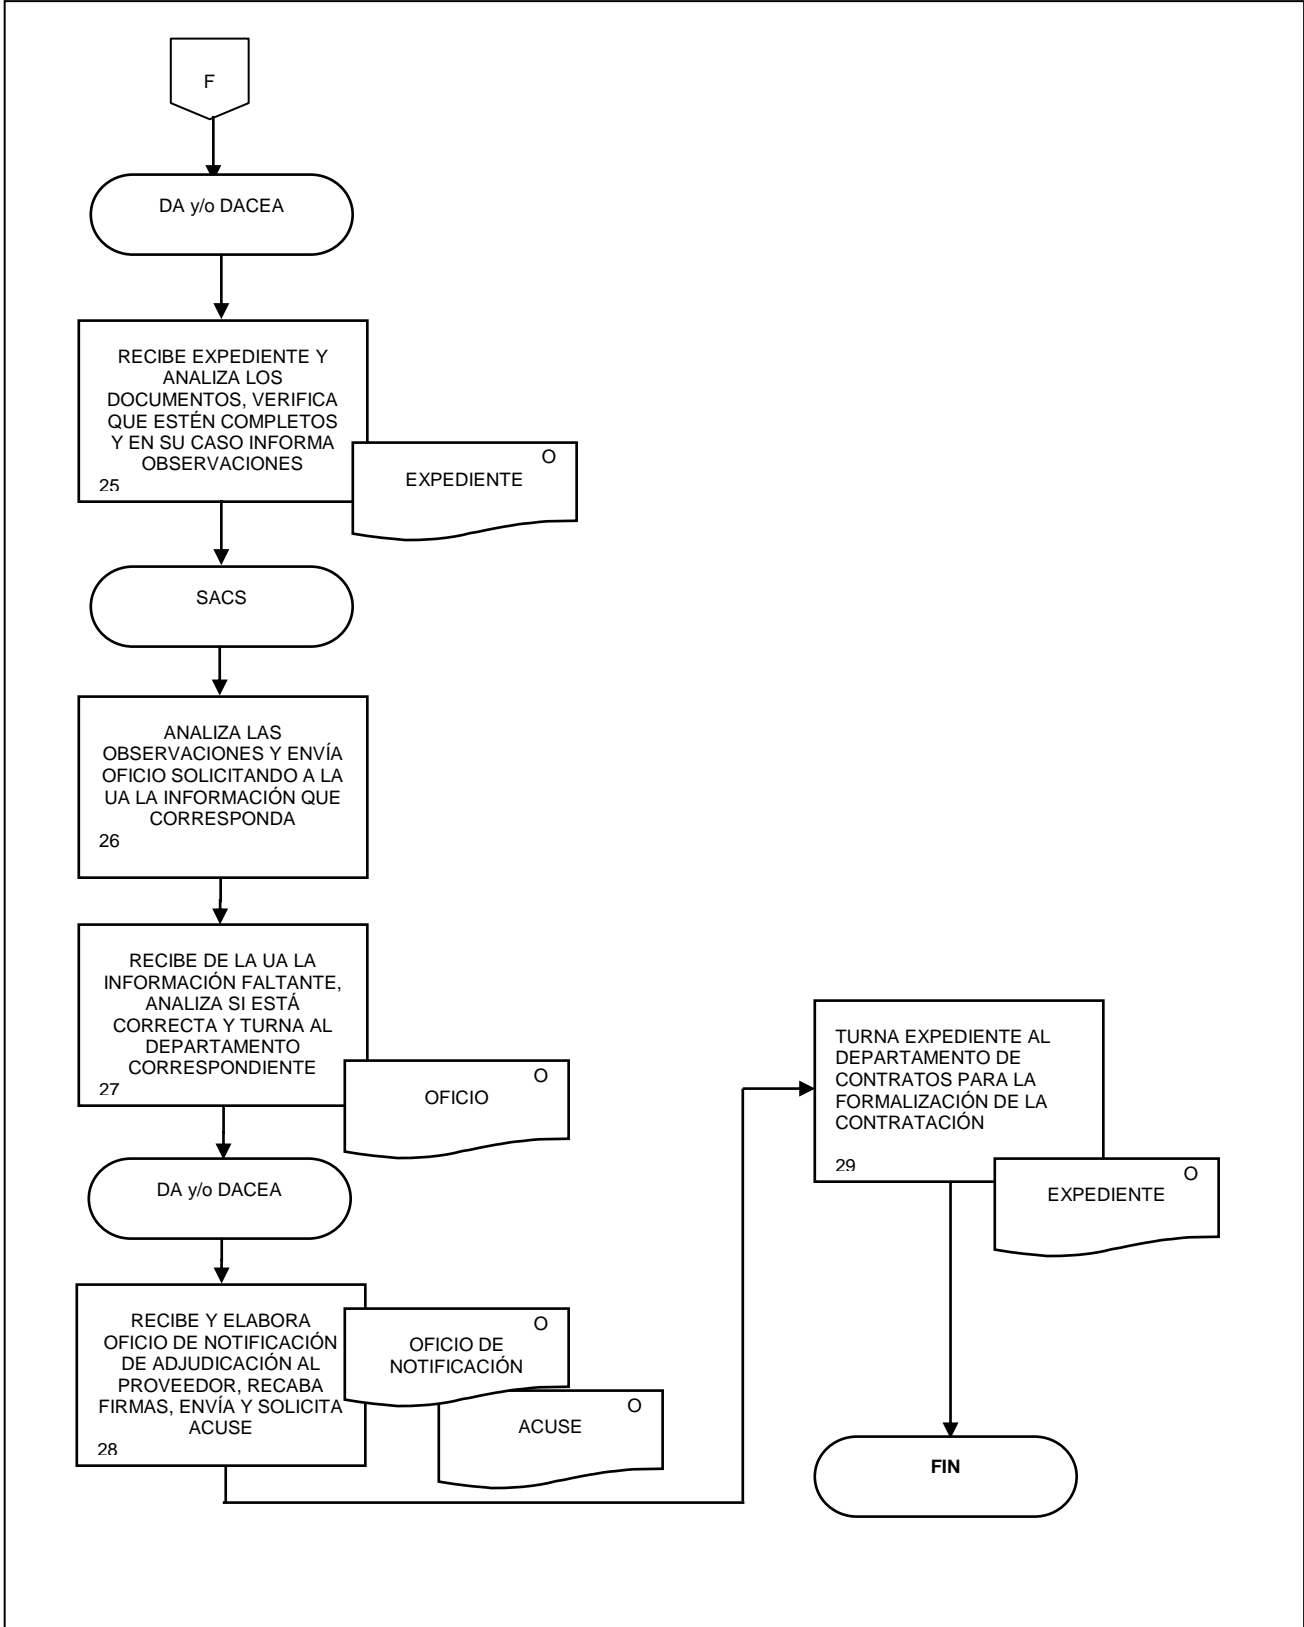 F
DA y/o DACEA
RECIBE EXPEDIENTE Y
ANALIZA LOS
DOCUMENTOS, VERIFICA
QUE ESTÉN COMPLETOS
Y EN SU CASO INFORMA
OBSERVACIONES
25
O
EXPEDIENTE
SACS
ANALIZA LAS
OBSERVACIONES Y ENVÍA
OFICIO SOLICITANDO A LA
UA LA INFORMACIÓN QUE
CORRESPONDA
26
RECIBE DE LA UA LA
INFORMACIÓN FALTANTE,
ANALIZA SI ESTÁ
CORRECTA Y TURNA AL
DEPARTAMENTO
CORRESPONDIENTE
27
O
OFICIO
DA y/o DACEA
RECIBE Y ELABORA
OFICIO DE NOTIFICACIÓN
DE ADJUDICACIÓN AL
PROVEEDOR, RECABA
FIRMAS, ENVÍA Y SOLICITA
ACUSE
28
O
OFICIO DE
NOTIFICACIÓN
O
ACUSE
TURNA EXPEDIENTE AL
DEPARTAMENTO DE
CONTRATOS PARA LA
FORMALIZACIÓN DE LA
CONTRATACIÓN
29
O
EXPEDIENTE
FIN